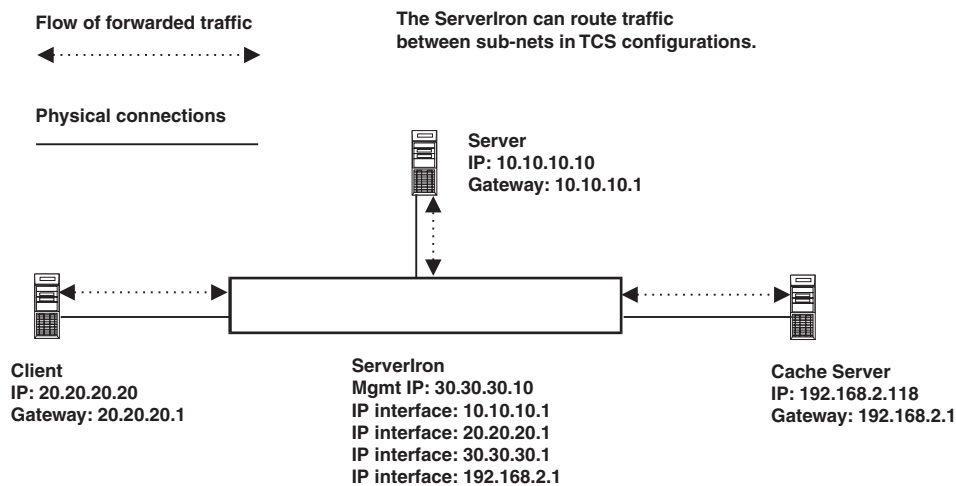 Flow of forwarded traffic
The ServerIron can route traffic
between sub-nets in TCS configurations.
Physical connections
Server
IP: 10.10.10.10
Gateway: 10.10.10.1
Client
IP: 20.20.20.20
Gateway: 20.20.20.1
ServerIron
Mgmt IP: 30.30.30.10
IP interface: 10.10.10.1
IP interface: 20.20.20.1
IP interface: 30.30.30.1
IP interface: 192.168.2.1
Cache Server
IP: 192.168.2.118
Gateway: 192.168.2.1